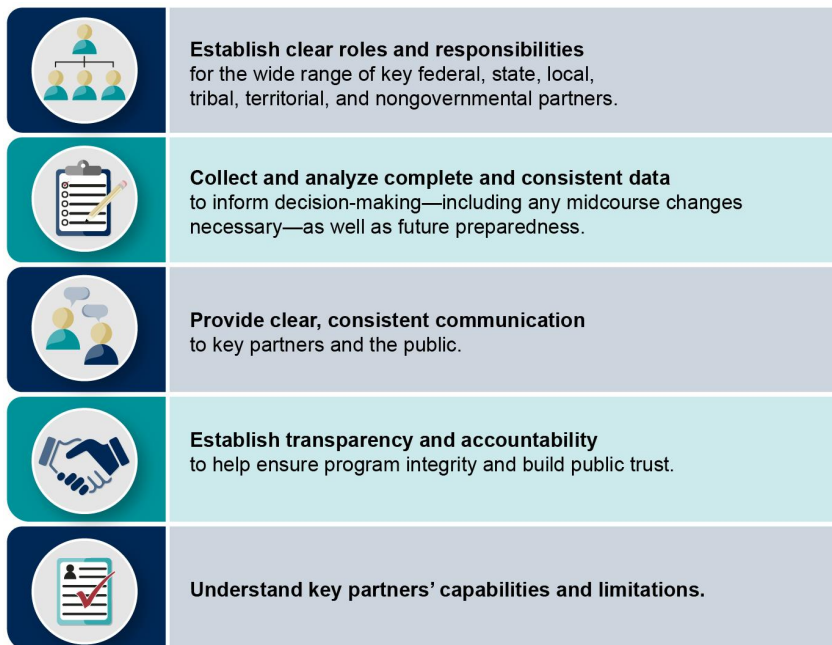 Establish clear roles and responsibilities
for the wide range of key federal, state, local,
tribal, territorial, and nongovernmental partners.
Collect and analyze complete and consistent data
to inform decision-making—including any midcourse changes
necessary—as well as future preparedness.
Provide clear, consistent communication
to key partners and the public.
Establish transparency and accountability
to help ensure program integrity and build public trust.
Understand key partners’ capabilities and limitations.